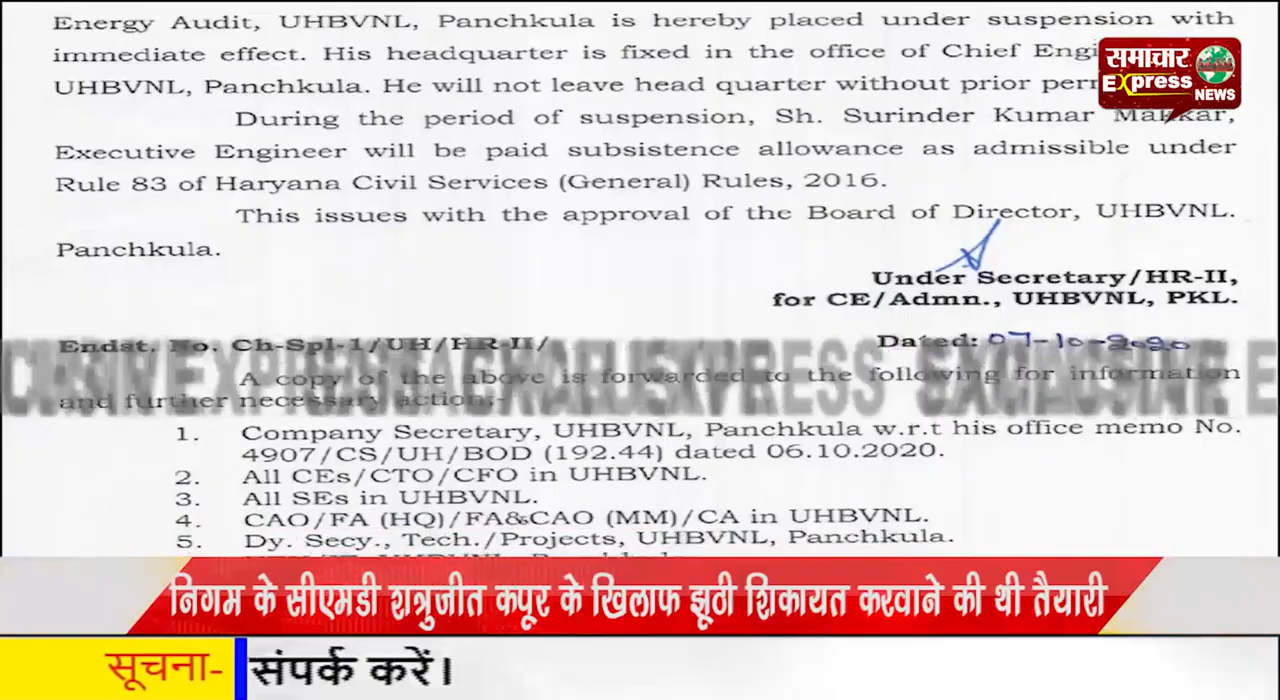 Energy Audit, UHBVNL, Panchkula is hereby placed under suspension with
immediate effect. His headquarter is fixed in the office of Chief
UHBVNL, Panchkula. He will not leave head quarter without prior
समाचार
Express
NEWS
During the period of suspension, Sh. Surinder Kumar Makkar,
Executive Engineer will be paid subsistence allowance as admissible under
Rule 83 of Haryana Civil Services (General) Rules, 2016.
This issues with the approval of the Board of Director, UHBVNL.
Panchkula.
Under Secretary/HR-II,
for CE/Admn., UHBVNL, PKL.
Endst. No. Ch-Spl-1/UH/HR-II/ Dated: 07-10-2020
A copy of the above is forwarded to the following for information
and further necessary action:-
1. Company Secretary, UHBVNL, Panchkula w.r.t his office memo No.
4907/CS/UH/BOD (192.44) dated 06.10.2020.
2. All CEs/CTO/CFO in UHBVNL.
3. All SEs in UHBVNL.
4. CAO/FA (HQ)/FA&CAO (MM)/CA in UHBVNL.
5. Dy. Secy., Tech./Projects, UHBVNL, Panchkula.
निगम के सीएमडी शत्रुजीत कपूर के खिलाफ झूठी शिकायत करवाने की थी तैयारी
सूचना- संपर्क करें।